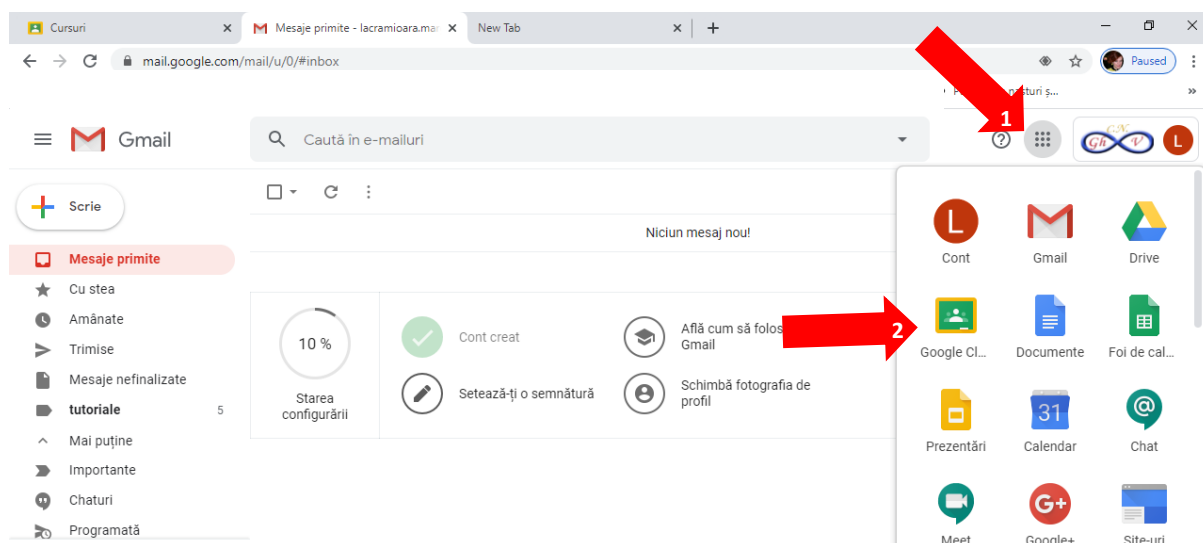 Cursuri
Mesaje primite - lacramioara.mar
New Tab
mail.google.com/mail/u/0/#inbox
Paused
1
Gmail
Caută în e-mailuri
C.N.
Gh V
L
Scrie
Niciun mesaj nou!
Mesaje primite
Cu stea
Amânate
Trimise
Mesaje nefinalizate
tutoriale 5
Mai puține
Importante
Chaturi
Programată
10 %
Starea
configurării
Cont creat
Setează-ți o semnătură
Află cum să folos
Gmail
Schimbă fotografia de
profil
2
L
Cont
Gmail
Drive
Google Cl...
Documente
Foi de cal...
Prezentări
31
Calendar
Chat
Meet
G+
Google+
Site-uri